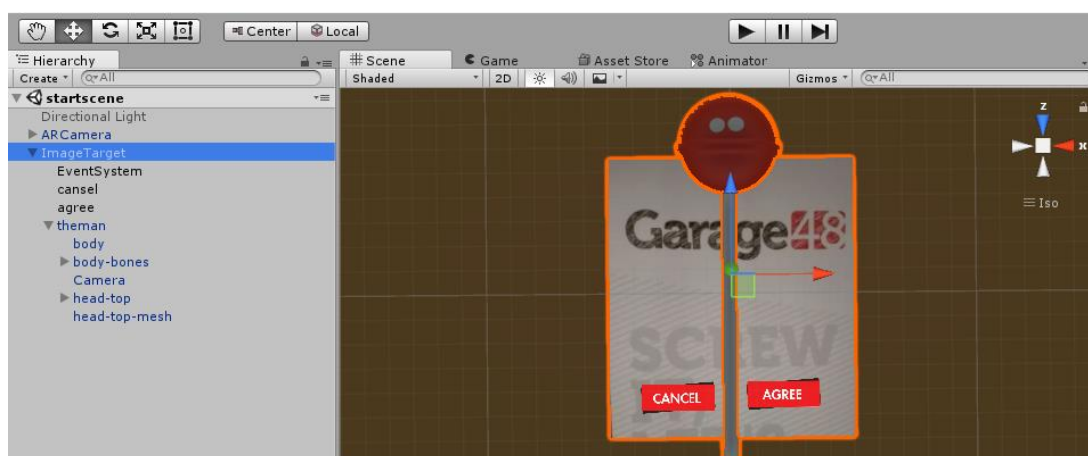 Center Local
Hierarchy
Create All
startscene
Directional Light
ARCamera
ImageTarget
EventSystem
cansel
agree
theman
body
body-bones
Camera
head-top
head-top-mesh
# Scene Game Asset Store Animator
Shaded 2D Gizmos All
z
x
Iso
Garage48
SCREW
CANCEL AGREE